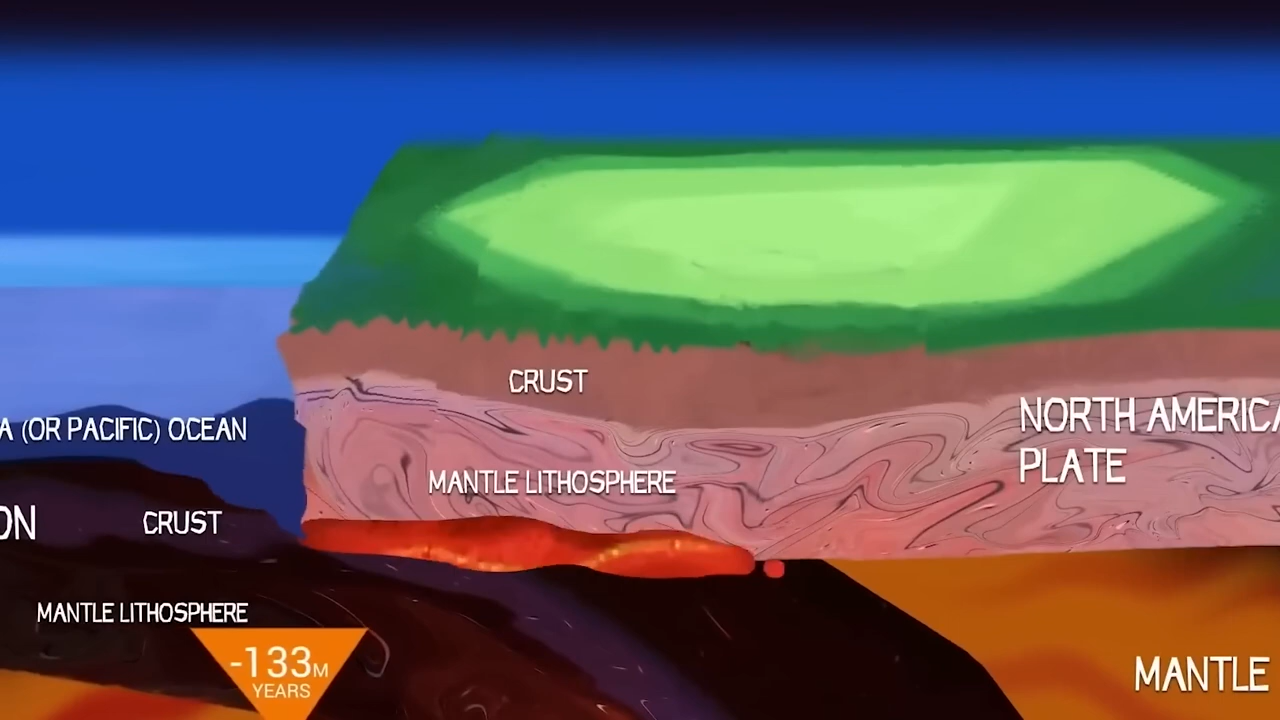 CRUST
NORTH AMERICA
PLATE
A (OR PACIFIC) OCEAN
MANTLE LITHOSPHERE
ON
CRUST
MANTLE LITHOSPHERE
-133M
YEARS
MANTLE